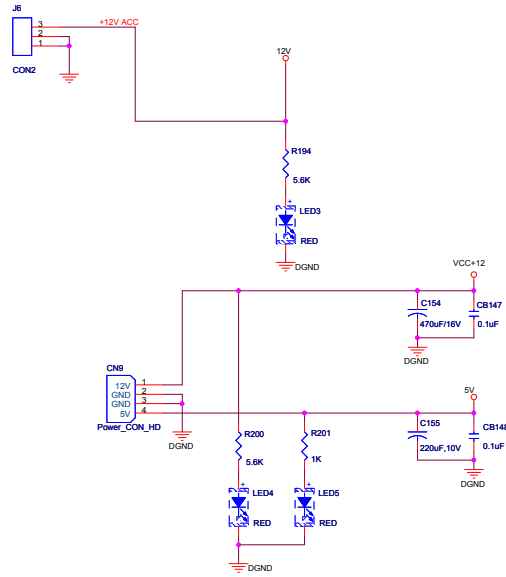 J6
3
2
1
+12V ACC
CON2
12V
R194
5.6K
+
LED3
RED
DGND
VCC+12
C154
470uF/16V
CB147
0.1uF
DGND
CN9
12V 1
GND 2
GND 3
5V 4
Power_CON_HD
DGND
5V
C155
220uF,10V
CB148
0.1uF
DGND
R200
5.6K
R201
1K
+
LED4
RED
+
LED5
RED
DGND